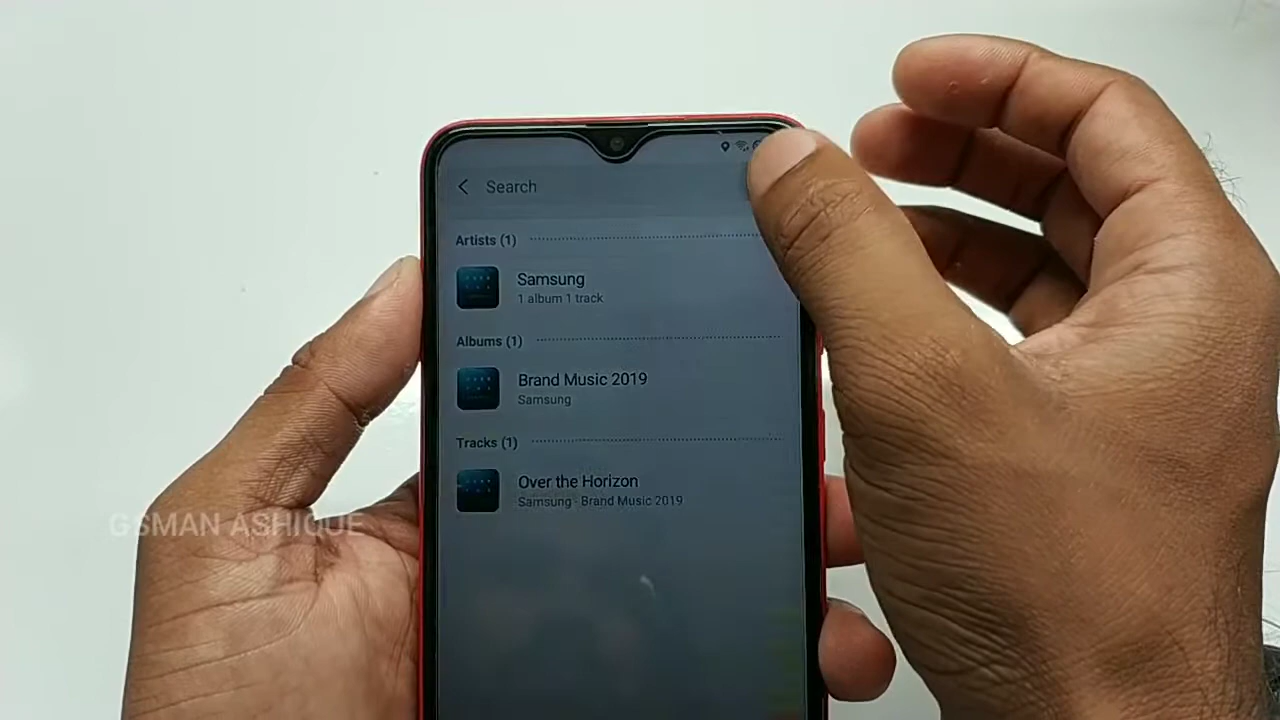 Search
Artists (1)
Samsung
1 album 1 track
Albums (1)
Brand Music 2019
Samsung
Tracks (1)
Over the Horizon
Samsung - Brand Music 2019
GSMAN ASHIQUE